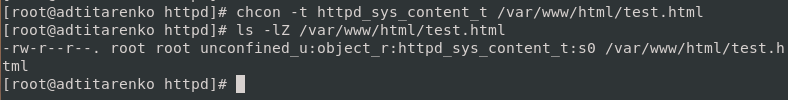 [root@adtitarenko httpd]# chcon -t httpd_sys_content_t /var/www/html/test.html
[root@adtitarenko httpd]# ls -lZ /var/www/html/test.html
-rw-r--r--. root root unconfined_u:object_r:httpd_sys_content_t:s0 /var/www/html/test.h
tml
[root@adtitarenko httpd]#